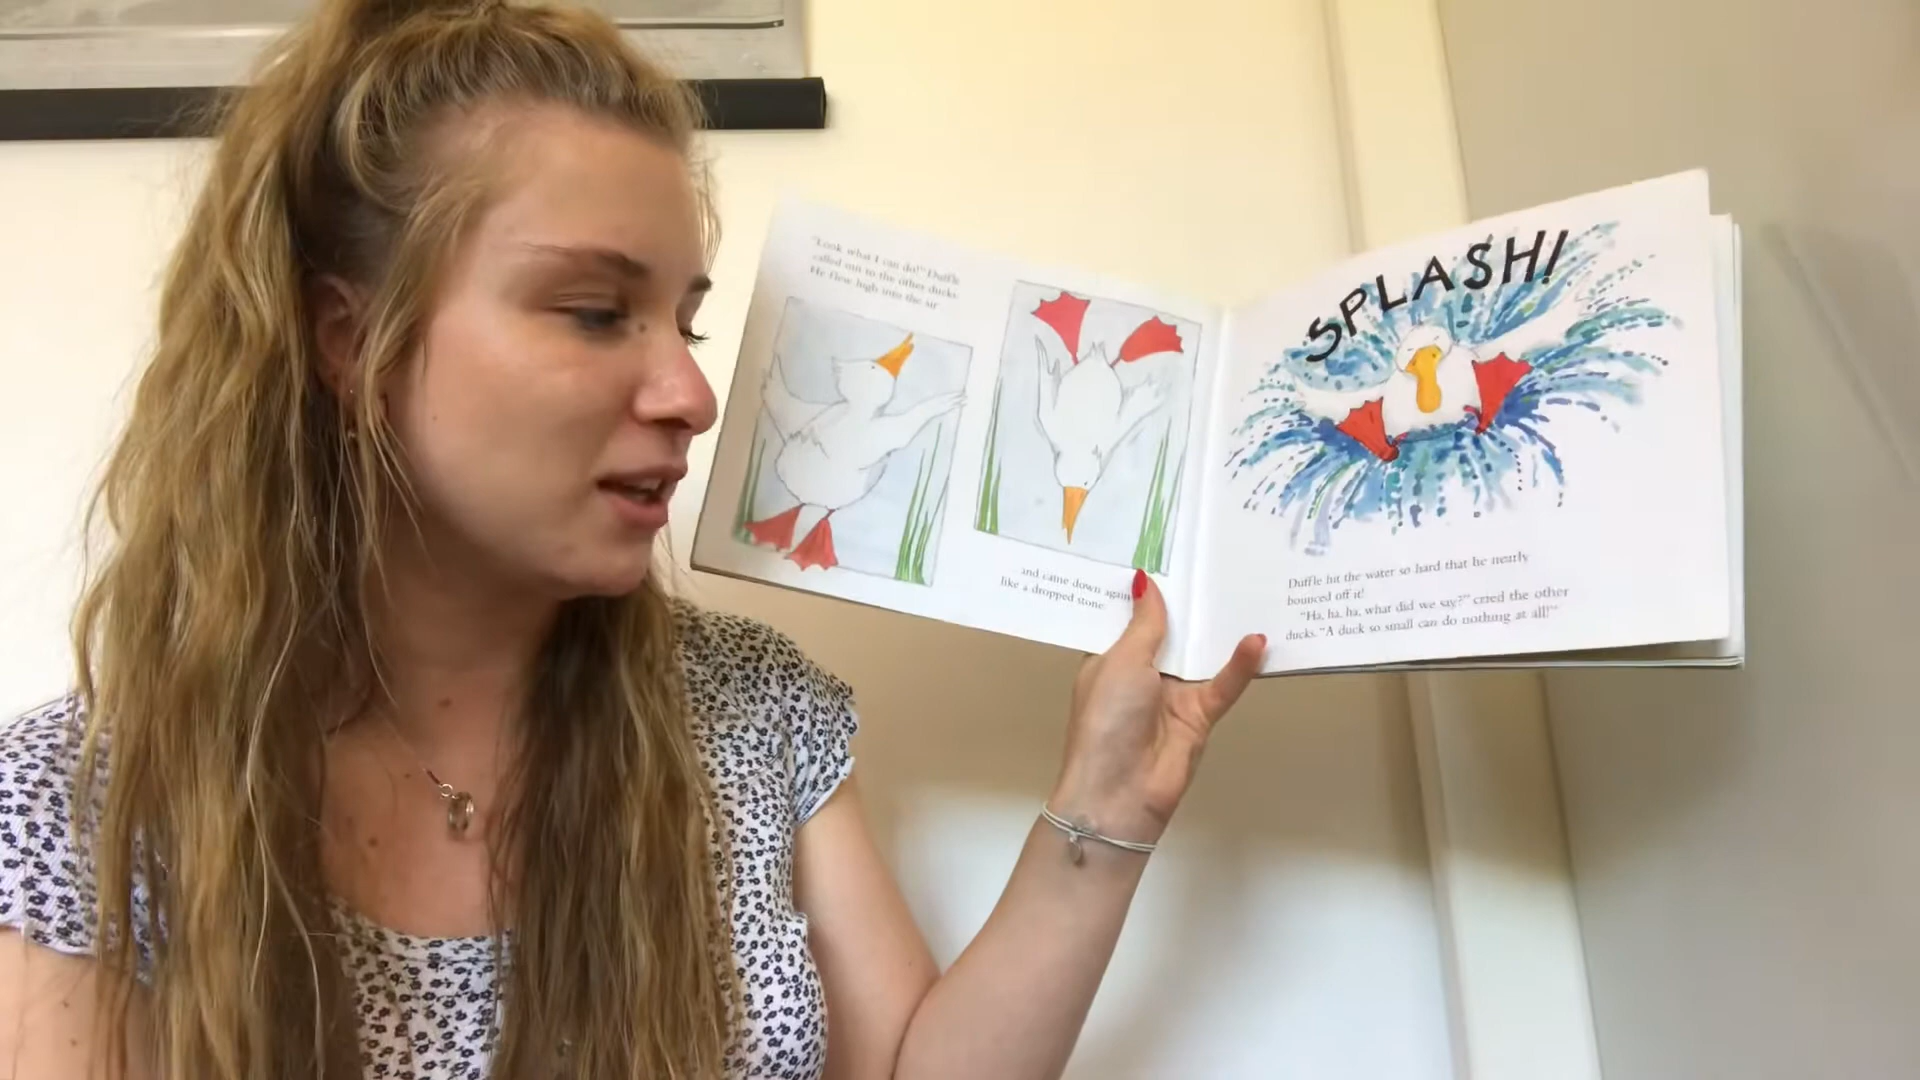 "Look what I can do!" Duffle
called out to the other ducks.
He flew high into the air
and came down again
like a dropped stone.
SPLASH!
Duffle hit the water so hard that he nearly
bounced off it!
"Ha, ha, ha, what did we say?" cried the other
ducks. "A duck so small can do nothing at all!"